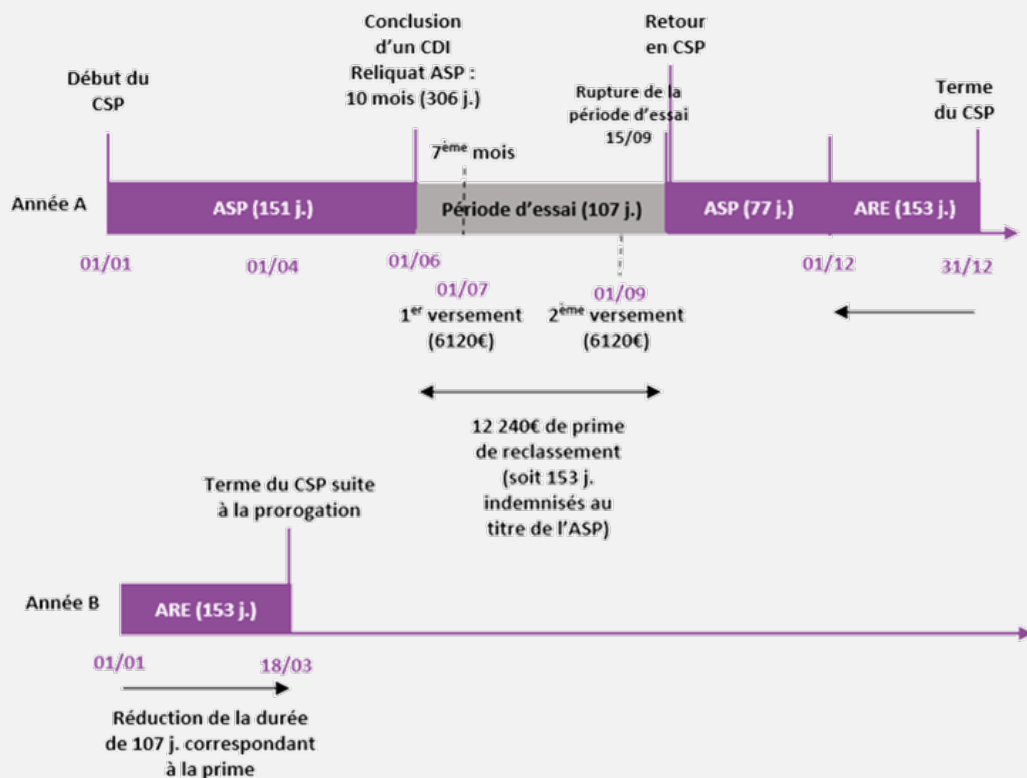 Conclusion
d’un CDI
Reliquat ASP :
10 mois (306 j.)
Retour
en CSP
Début du
CSP
Rupture de la
période d’essai
15/09
Terme
du CSP
7ème mois
Année A
ASP (151 j.)
Période d’essai (107 j.)
ASP (77 j.)
ARE (153 j.)
01/01
01/04
01/06
01/12
31/12
01/07
1er versement
(6120€)
01/09
2ème versement
(6120€)
12 240€ de prime
de reclassement
(soit 153 j.
indemnisés au
titre de l’ASP)
Terme du CSP suite
à la prorogation
Année B
ARE (153 j.)
01/01
18/03
Réduction de la durée
de 107 j. correspondant
à la prime